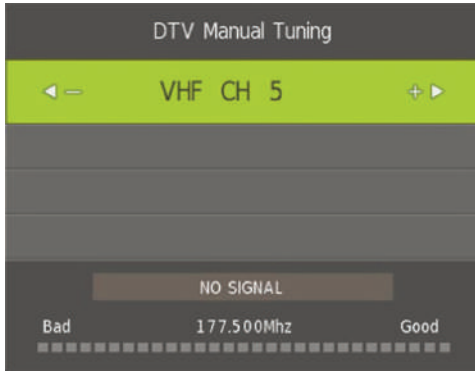 DTV Manual Tuning
VHF CH 5
NO SIGNAL
Bad 177.500Mhz Good